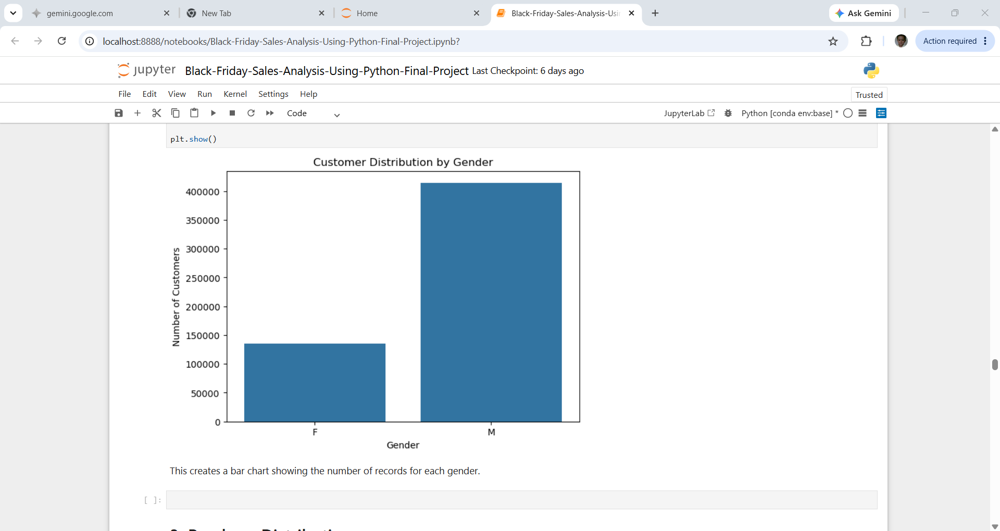 gemini.google.com
New Tab
Home
Black-Friday-Sales-Analysis-Usi
Ask Gemini
localhost:8888/notebooks/Black-Friday-Sales-Analysis-Using-Python-Final-Project.ipynb?
Action required
jupyter Black-Friday-Sales-Analysis-Using-Python-Final-Project Last Checkpoint: 6 days ago
File Edit View Run Kernel Settings Help
Trusted
Code
JupyterLab
Python [conda env:base] *
plt.show()
Customer Distribution by Gender
400000
350000
300000
250000
200000
150000
100000
50000
0
Number of Customers
F M
Gender
This creates a bar chart showing the number of records for each gender.
[ ]: